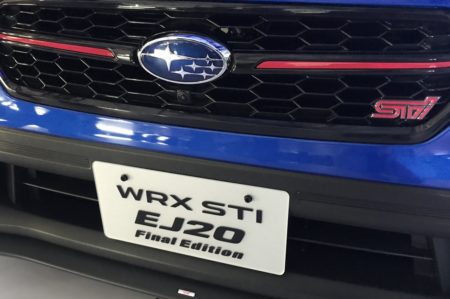 STI
WRX STI
EJ20
Final Edition